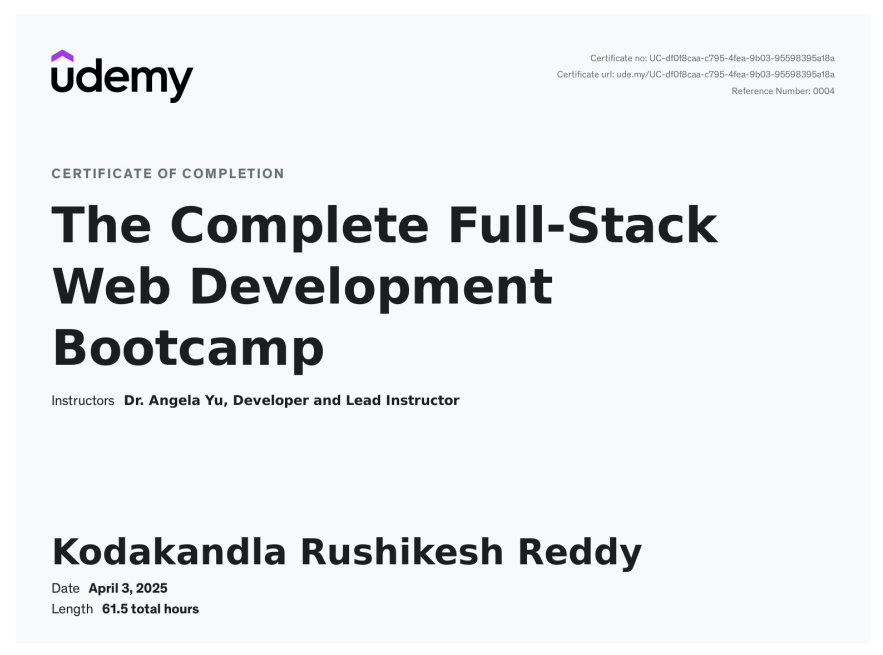 udemy
Certificate no: UC-df0f8caa-c795-4fea-9b03-95598395a18a
Certificate url: ude.my/UC-df0f8caa-c795-4fea-9b03-95598395a18a
Reference Number: 0004
CERTIFICATE OF COMPLETION
The Complete Full-Stack
Web Development
Bootcamp
Instructors Dr. Angela Yu, Developer and Lead Instructor
Kodakandla Rushikesh Reddy
Date April 3, 2025
Length 61.5 total hours